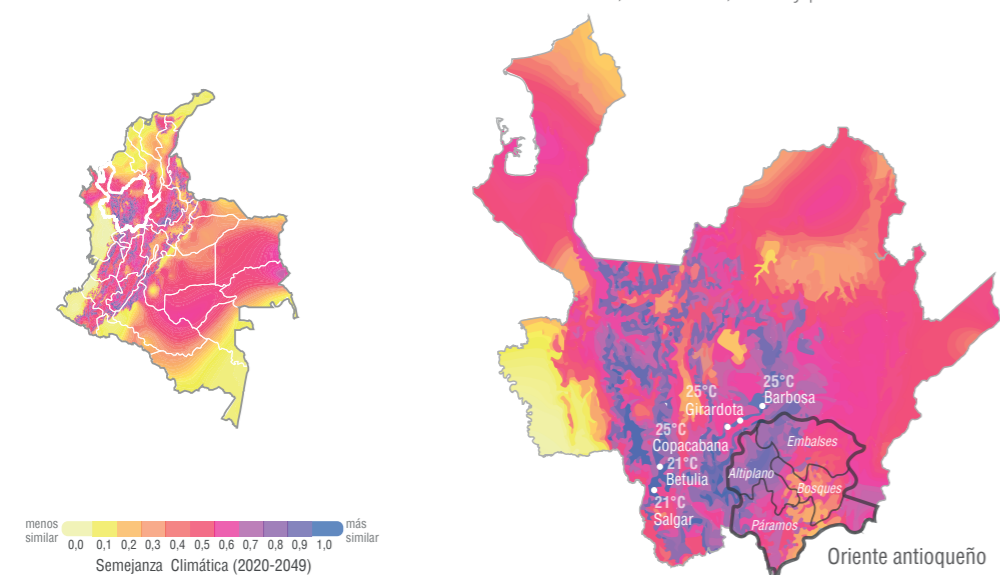 25°C
Barbosa
25°C
Girardota
25°C
Copacabana
21°C
Betulia
21°C
Salgar
Embalses
Altiplano
Bosques
Páramos
Oriente antioqueño
menos
similar
0,0 0,1 0,2 0,3 0,4 0,5 0,6 0,7 0,8 0,9 1,0
más
similar
Semejanza Climática (2020-2049)